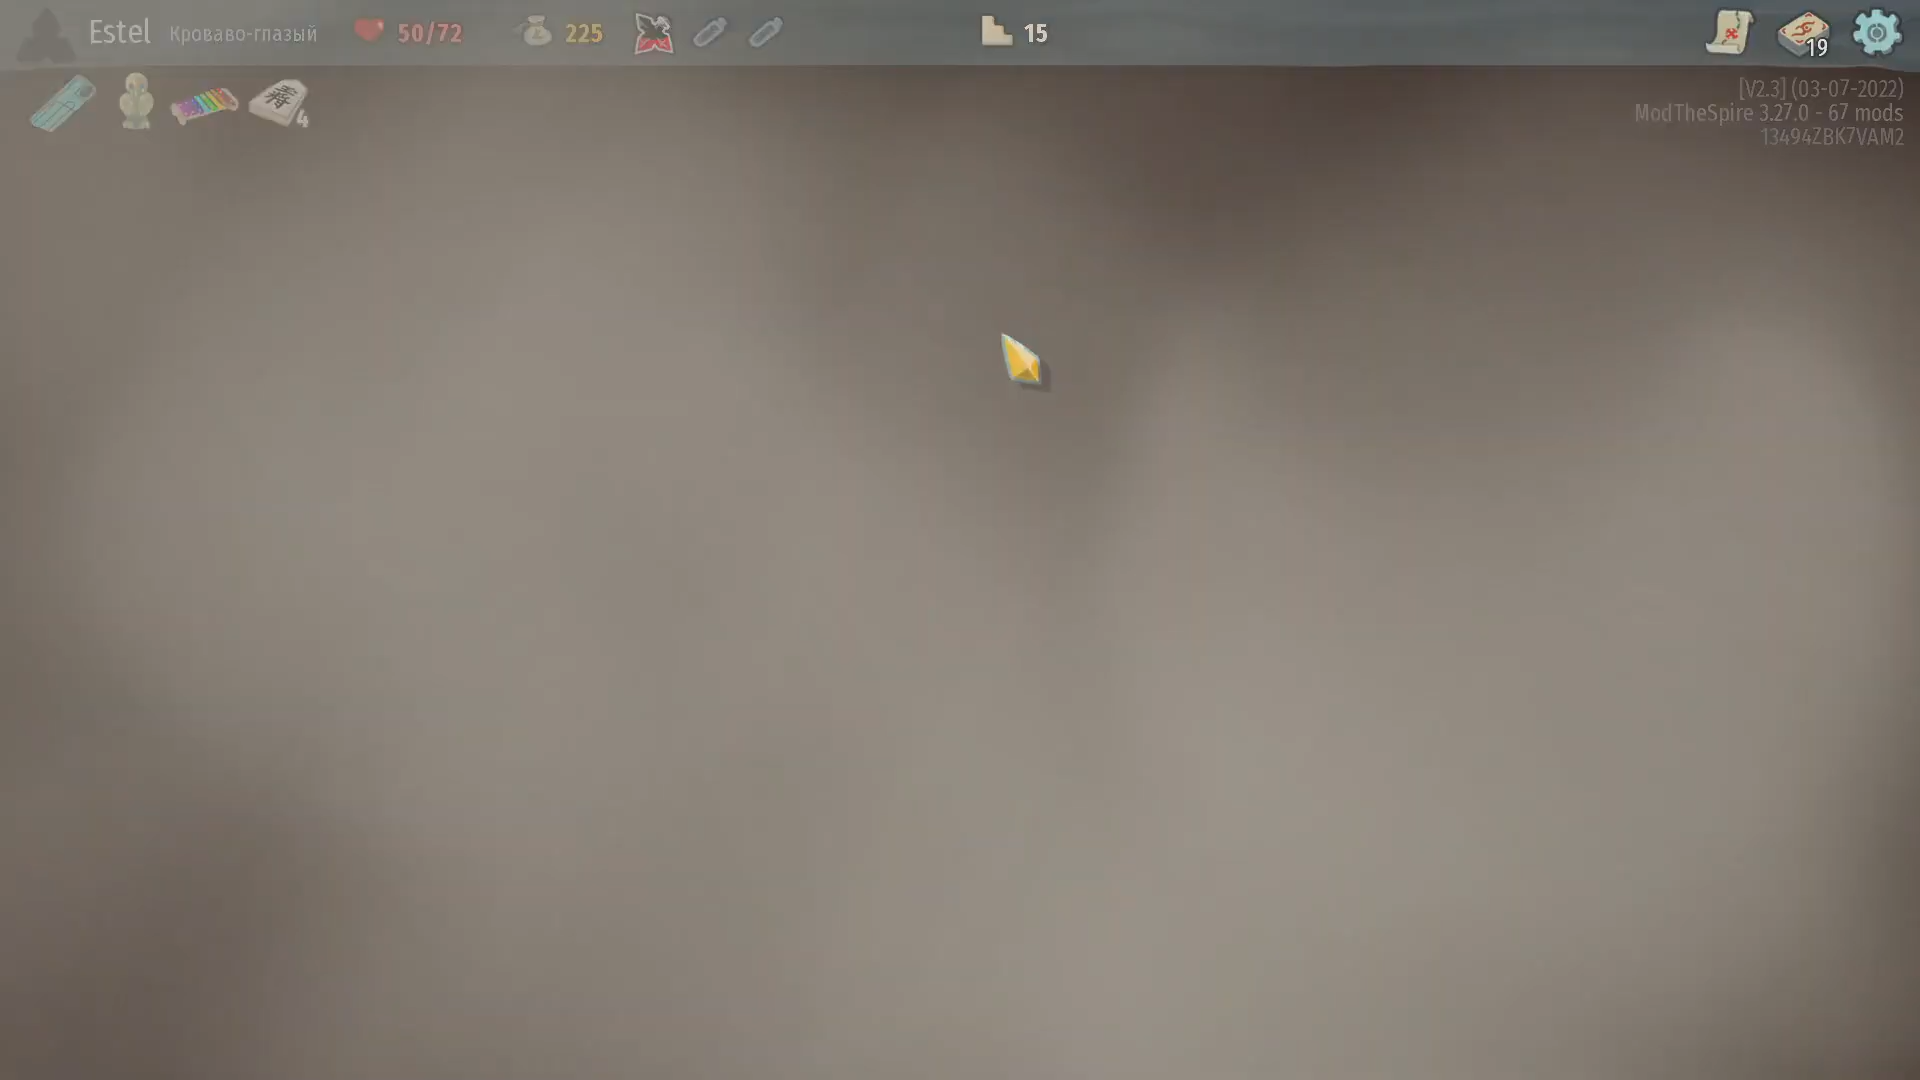 Estel Кроваво-глазый 50/72 225 15 19
4
[V2.3] (03-07-2022)
ModTheSpire 3.27.0 - 67 mods
13494ZBK7VAM2